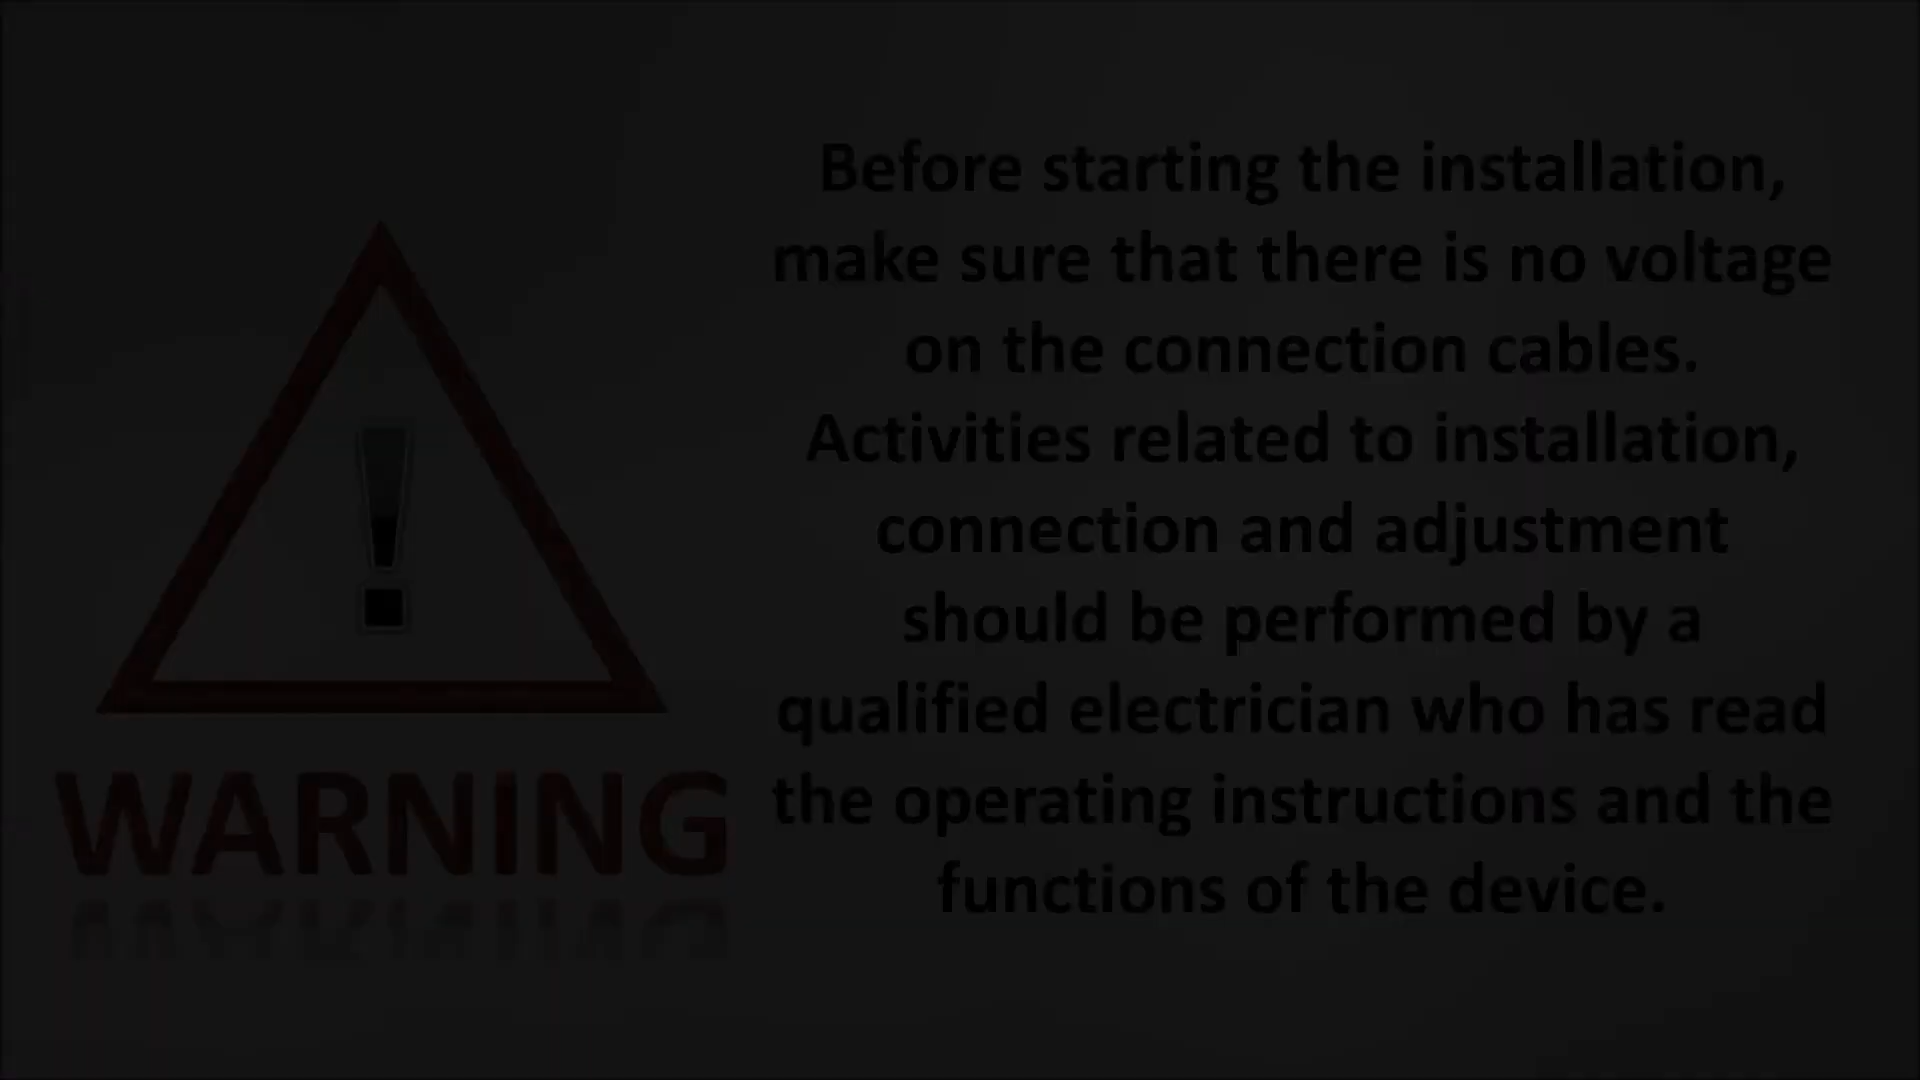 Before starting the installation,
make sure that there is no voltage
on the connection cables.
Activities related to installation,
connection and adjustment
should be performed by a
qualified electrician who has read
the operating instructions and the
functions of the device.
!
WARNING